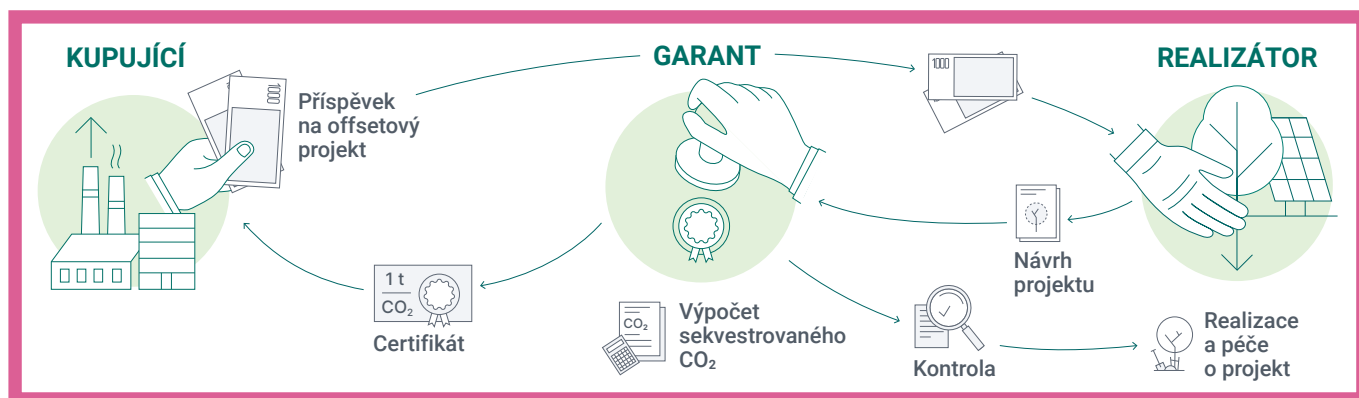 KUPUJÍCÍ
Příspěvek
na offsetový
projekt
1000
GARANT
1000
REALIZÁTOR
Návrh
projektu
1 t
CO₂
Certifikát
CO₂
Výpočet
sekvestrovaného
CO₂
Kontrola
Realizace
a péče
o projekt